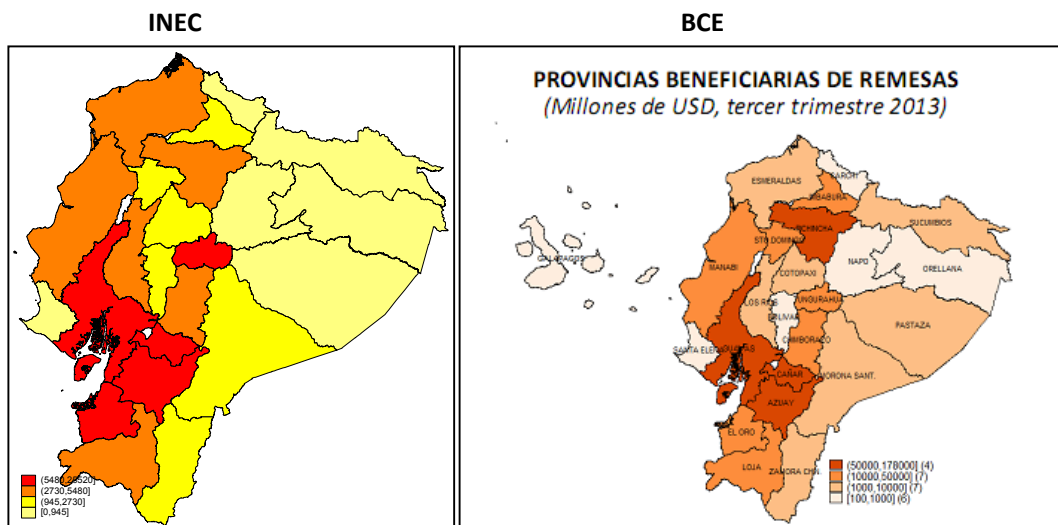 INEC
BCE
PROVINCIAS BENEFICIARIAS DE REMESAS
(Millones de USD, tercer trimestre 2013)
CARCHI
ESMERALDAS
IMBABURA
SUCUMBIOS
PICHINCHA
STO DOMINGO
GALAPAGOS
NAPO
MANABI
ORELLANA
COTOPAXI
TUNGURAHUA
LOS RIOS
BOLIVAR
PASTAZA
CHIMBORAZO
SANTA ELENA
GUAYAS
CAÑAR
MORONA SANT.
AZUAY
EL ORO
LOJA
ZAMORA CHN.
(2730,5480]
(945,2730]
[0,945]
(50000,178000] (4)
(10000,50000] (7)
(1000,10000] (7)
[100,1000] (6)